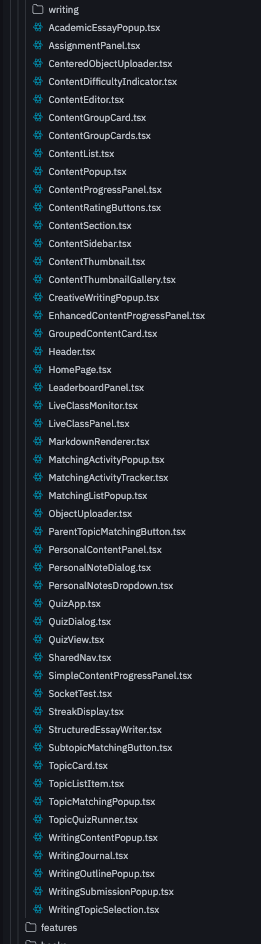 writing
AcademicEssayPopup.tsx
AssignmentPanel.tsx
CenteredObjectUploader.tsx
ContentDifficultyIndicator.tsx
ContentEditor.tsx
ContentGroupCard.tsx
ContentGroupCards.tsx
ContentList.tsx
ContentPopup.tsx
ContentProgressPanel.tsx
ContentRatingButtons.tsx
ContentSection.tsx
ContentSidebar.tsx
ContentThumbnail.tsx
ContentThumbnailGallery.tsx
CreativeWritingPopup.tsx
EnhancedContentProgressPanel.tsx
GroupedContentCard.tsx
Header.tsx
HomePage.tsx
LeaderboardPanel.tsx
LiveClassMonitor.tsx
LiveClassPanel.tsx
MarkdownRenderer.tsx
MatchingActivityPopup.tsx
MatchingActivityTracker.tsx
MatchingListPopup.tsx
ObjectUploader.tsx
ParentTopicMatchingButton.tsx
PersonalContentPanel.tsx
PersonalNoteDialog.tsx
PersonalNotesDropdown.tsx
QuizApp.tsx
QuizDialog.tsx
QuizView.tsx
SharedNav.tsx
SimpleContentProgressPanel.tsx
SocketTest.tsx
StreakDisplay.tsx
StructuredEssayWriter.tsx
SubtopicMatchingButton.tsx
TopicCard.tsx
TopicListItem.tsx
TopicMatchingPopup.tsx
TopicQuizRunner.tsx
WritingContentPopup.tsx
WritingJournal.tsx
WritingOutlinePopup.tsx
WritingSubmissionPopup.tsx
WritingTopicSelection.tsx
features